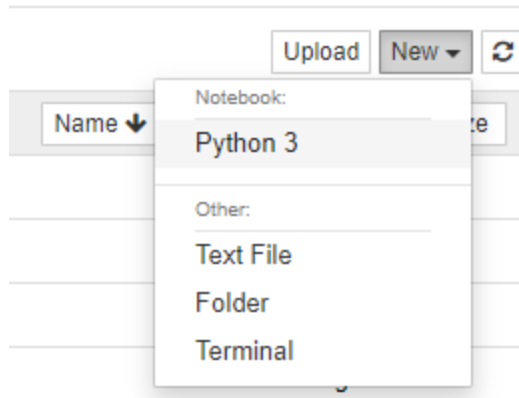 Upload New
Name
Notebook:
Python 3
Other:
Text File
Folder
Terminal